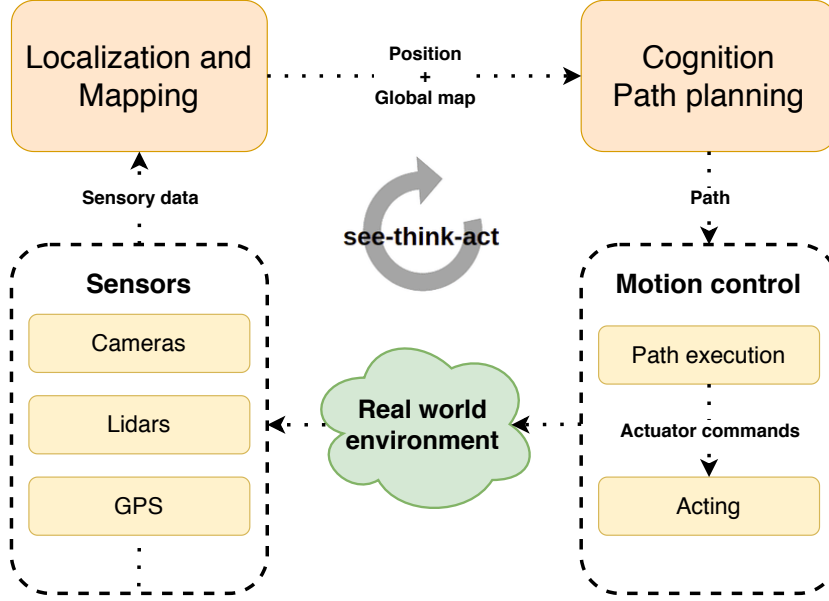 Localization and
Mapping
Position
+
Global map
Cognition
Path planning
Sensory data
Path
see-think-act
Sensors
Cameras
Lidars
GPS
Real world
environment
Motion control
Path execution
Actuator commands
Acting